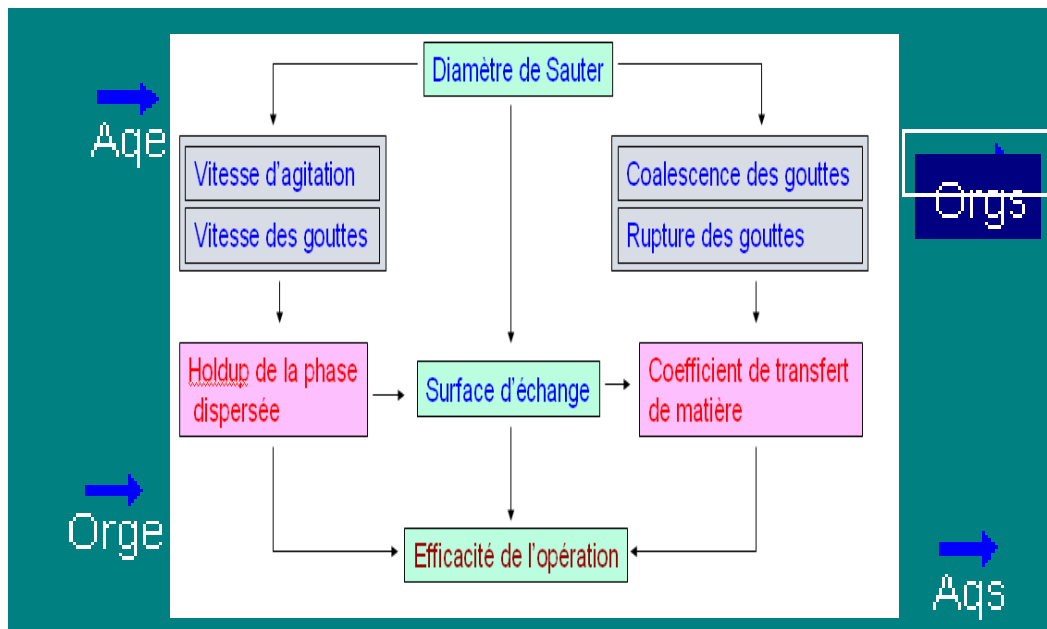 Diamètre de Sauter
Aqe
Vitesse d'agitation
Vitesse des gouttes
Coalescence des gouttes
Rupture des gouttes
Orgs
Holdup de la phase
dispersée
Surface d'échange
Coefficient de transfert
de matière
Orge
Efficacité de l'opération
Aqs